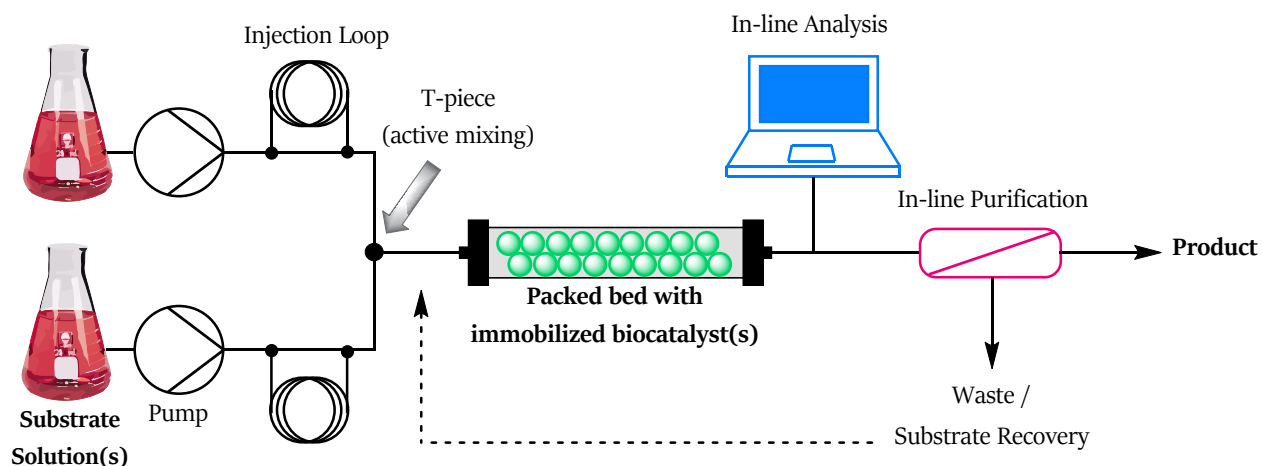 In-line Analysis
Injection Loop
T-piece
(active mixing)
In-line Purification
Product
Packed bed with
immobilized biocatalyst(s)
Pump
Substrate
Solution(s)
Waste /
Substrate Recovery